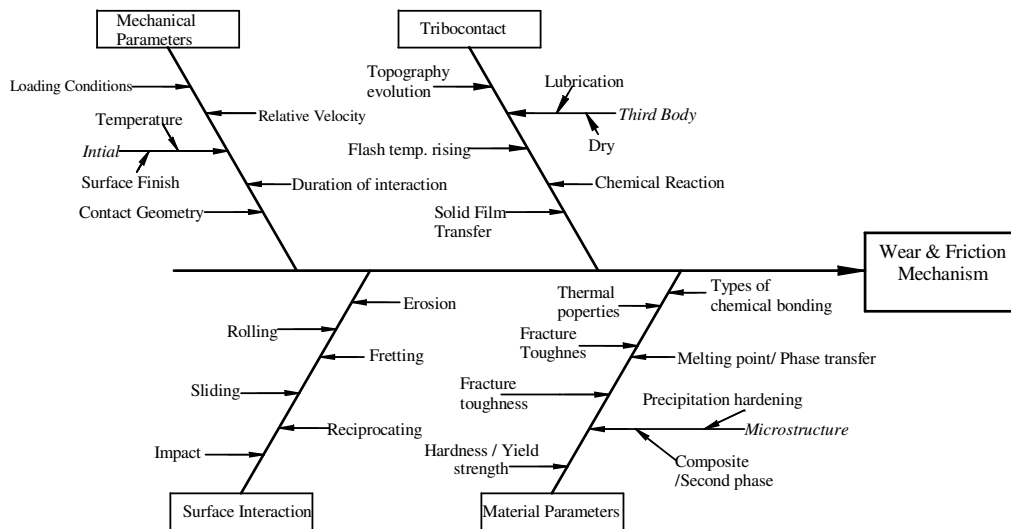 Mechanical
Parameters
Tribocontact
Loading Conditions
Relative Velocity
Temperature
Intial
Surface Finish
Duration of interaction
Contact Geometry
Topography
evolution
Lubrication
Third Body
Dry
Flash temp. rising
Chemical Reaction
Solid Film
Transfer
Wear & Friction
Mechanism
Erosion
Rolling
Fretting
Sliding
Reciprocating
Impact
Surface Interaction
Types of
chemical bonding
Thermal
poperties
Fracture
Toughnes
Melting point/ Phase transfer
Fracture
toughness
Precipitation hardening
Microstructure
Composite
/Second phase
Hardness / Yield
strength
Material Parameters